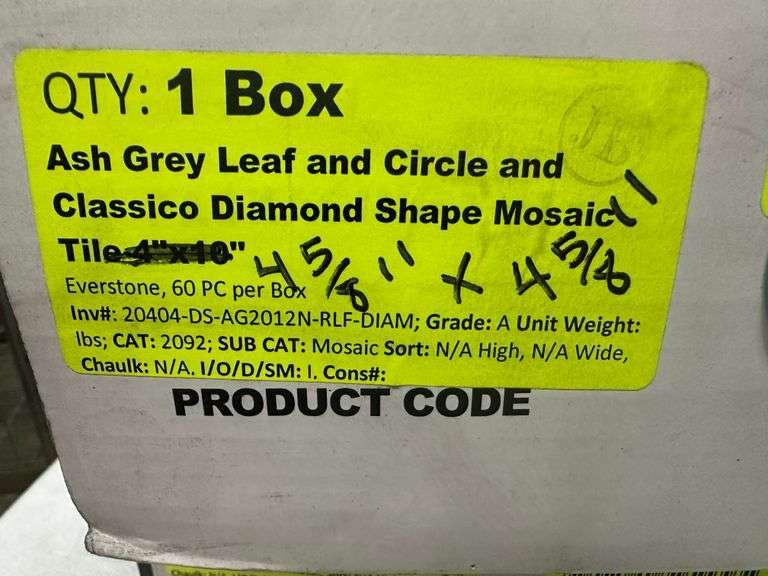 QTY: 1 Box
Ash Grey Leaf and Circle and
Classico Diamond Shape Mosaic
Tile 4"x10"
4 5/8" x 4 5/8"
Everstone, 60 PC per Box
Inv#: 20404-DS-AG2012N-RLF-DIAM; Grade: A Unit Weight:
lbs; CAT: 2092; SUB CAT: Mosaic Sort: N/A High, N/A Wide,
Chaulk: N/A. I/O/D/SM: I. Cons#:
PRODUCT CODE